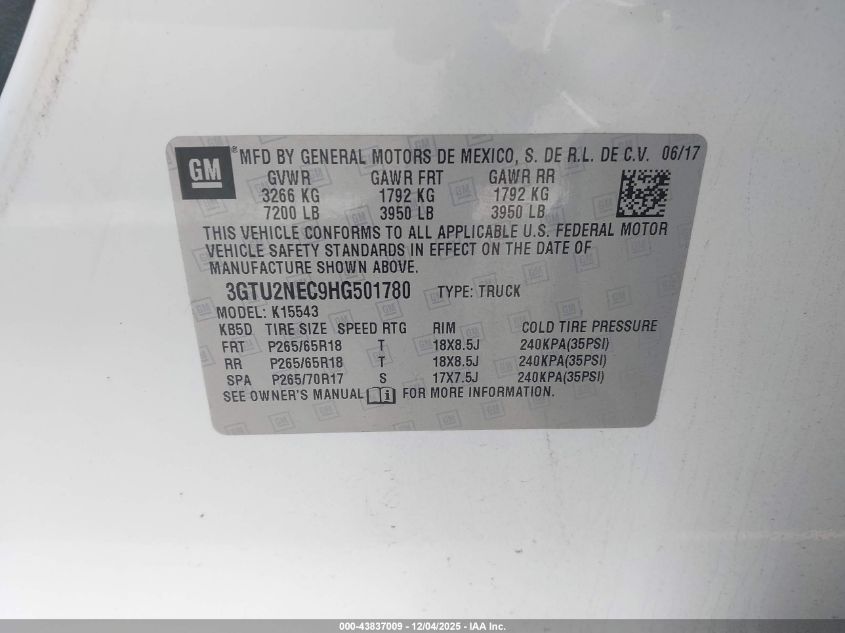 GM ® MFD BY GENERAL MOTORS DE MEXICO, S. DE R.L. DE C.V. 06/17
GVWR GAWR FRT GAWR RR
3266 KG 1792 KG 1792 KG
7200 LB 3950 LB 3950 LB
THIS VEHICLE CONFORMS TO ALL APPLICABLE U.S. FEDERAL MOTOR
VEHICLE SAFETY STANDARDS IN EFFECT ON THE DATE OF
MANUFACTURE SHOWN ABOVE.
3GTU2NEC9HG501780 TYPE: TRUCK
MODEL: K15543
KB5D TIRE SIZE SPEED RTG RIM COLD TIRE PRESSURE
FRT P265/65R18 T 18X8.5J 240KPA(35PSI)
RR P265/65R18 T 18X8.5J 240KPA(35PSI)
SPA P265/70R17 S 17X7.5J 240KPA(35PSI)
SEE OWNER'S MANUAL i FOR MORE INFORMATION.
000-43837009 - 12/04/2025 - IAA Inc.